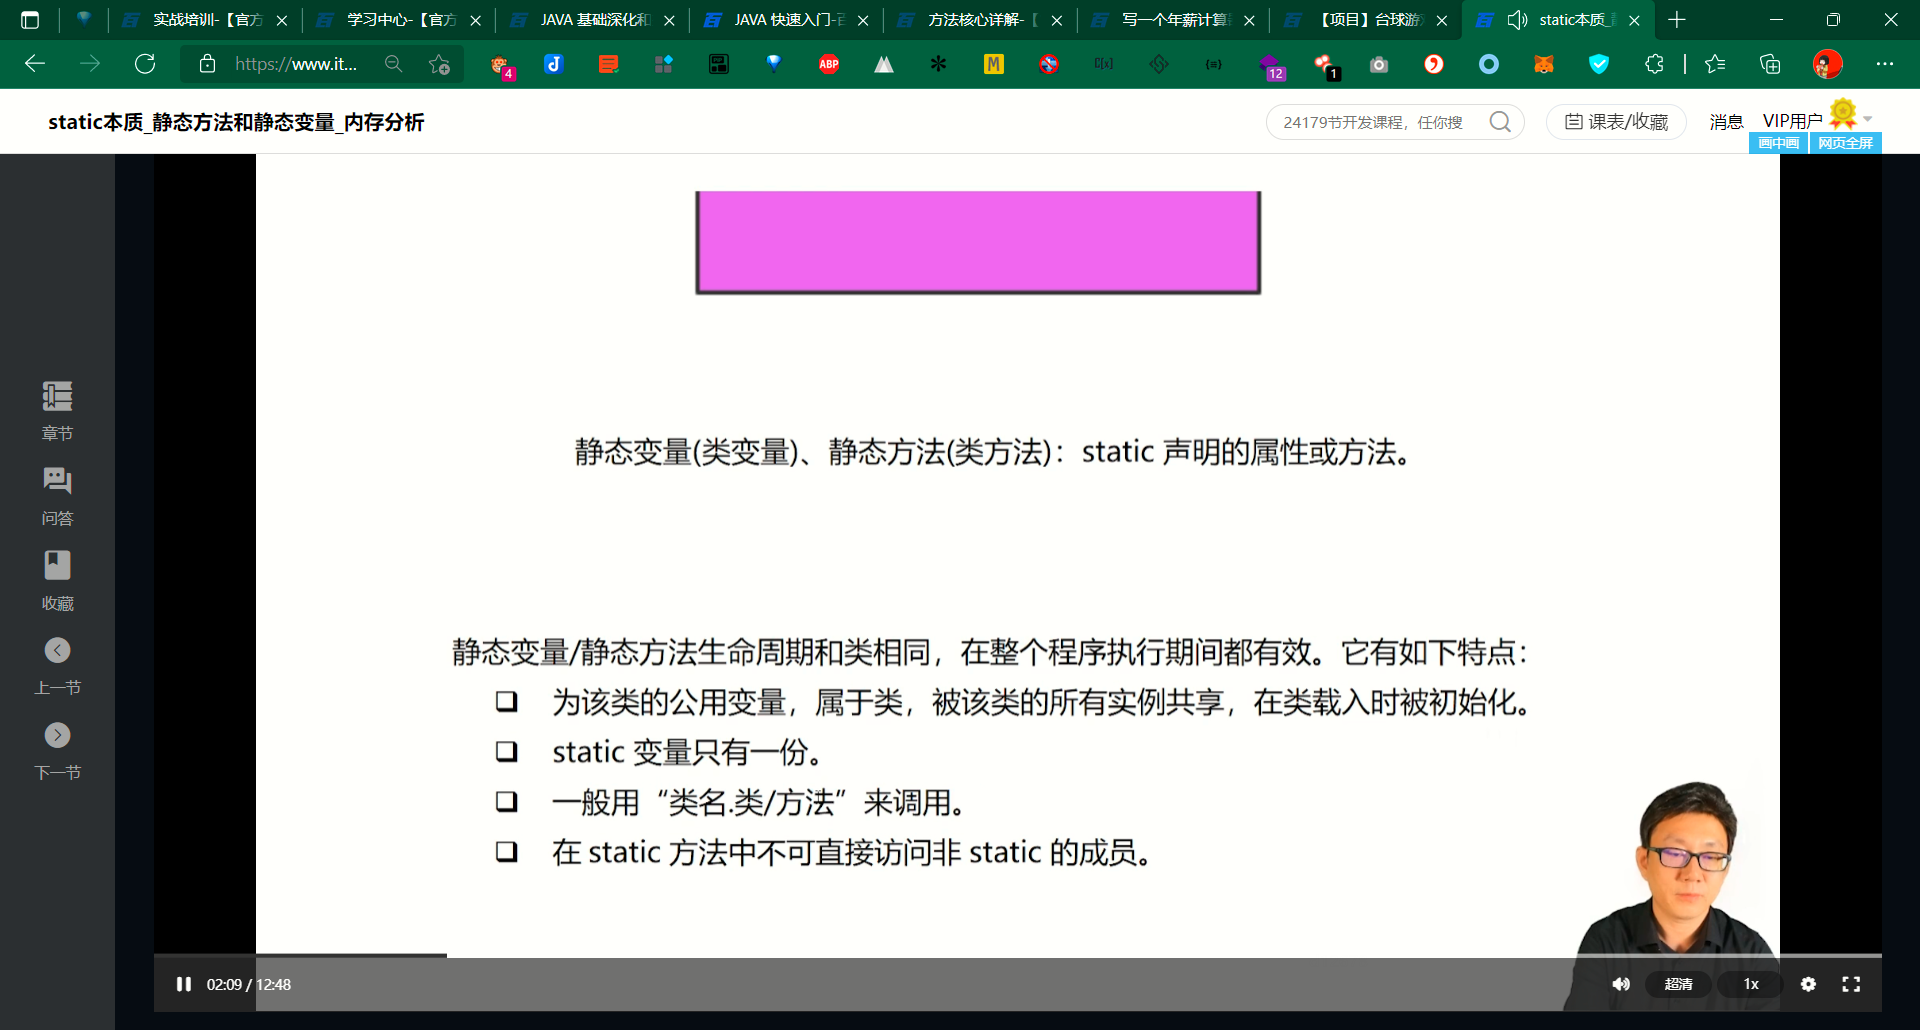 实战培训-【官方
学习中心-【官方
JAVA 基础深化和
JAVA 快速入门-百
方法核心详解-【
写一个年薪计算
【项目】台球游
static本质_
https://www.it...
4
ABP
M
12
1
static本质_静态方法和静态变量_内存分析
24179节开发课程，任你搜
课表/收藏
消息
VIP用户
画中画
网页全屏
章节
问答
收藏
上一节
下一节
静态变量(类变量)、静态方法(类方法)：static 声明的属性或方法。
静态变量/静态方法生命周期和类相同，在整个程序执行期间都有效。它有如下特点：
为该类的公用变量，属于类，被该类的所有实例共享，在类载入时被初始化。
static 变量只有一份。
一般用“类名.类/方法”来调用。
在 static 方法中不可直接访问非 static 的成员。
02:09 / 12:48
超清
1x